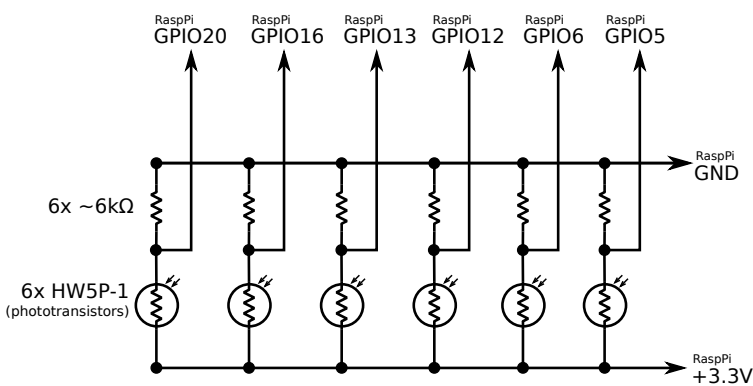 RaspPi
GPIO20
RaspPi
GPIO16
RaspPi
GPIO13
RaspPi
GPIO12
RaspPi
GPIO6
RaspPi
GPIO5
RaspPi
GND
6x ~6kΩ
6x HW5P-1
(phototransistors)
RaspPi
+3.3V